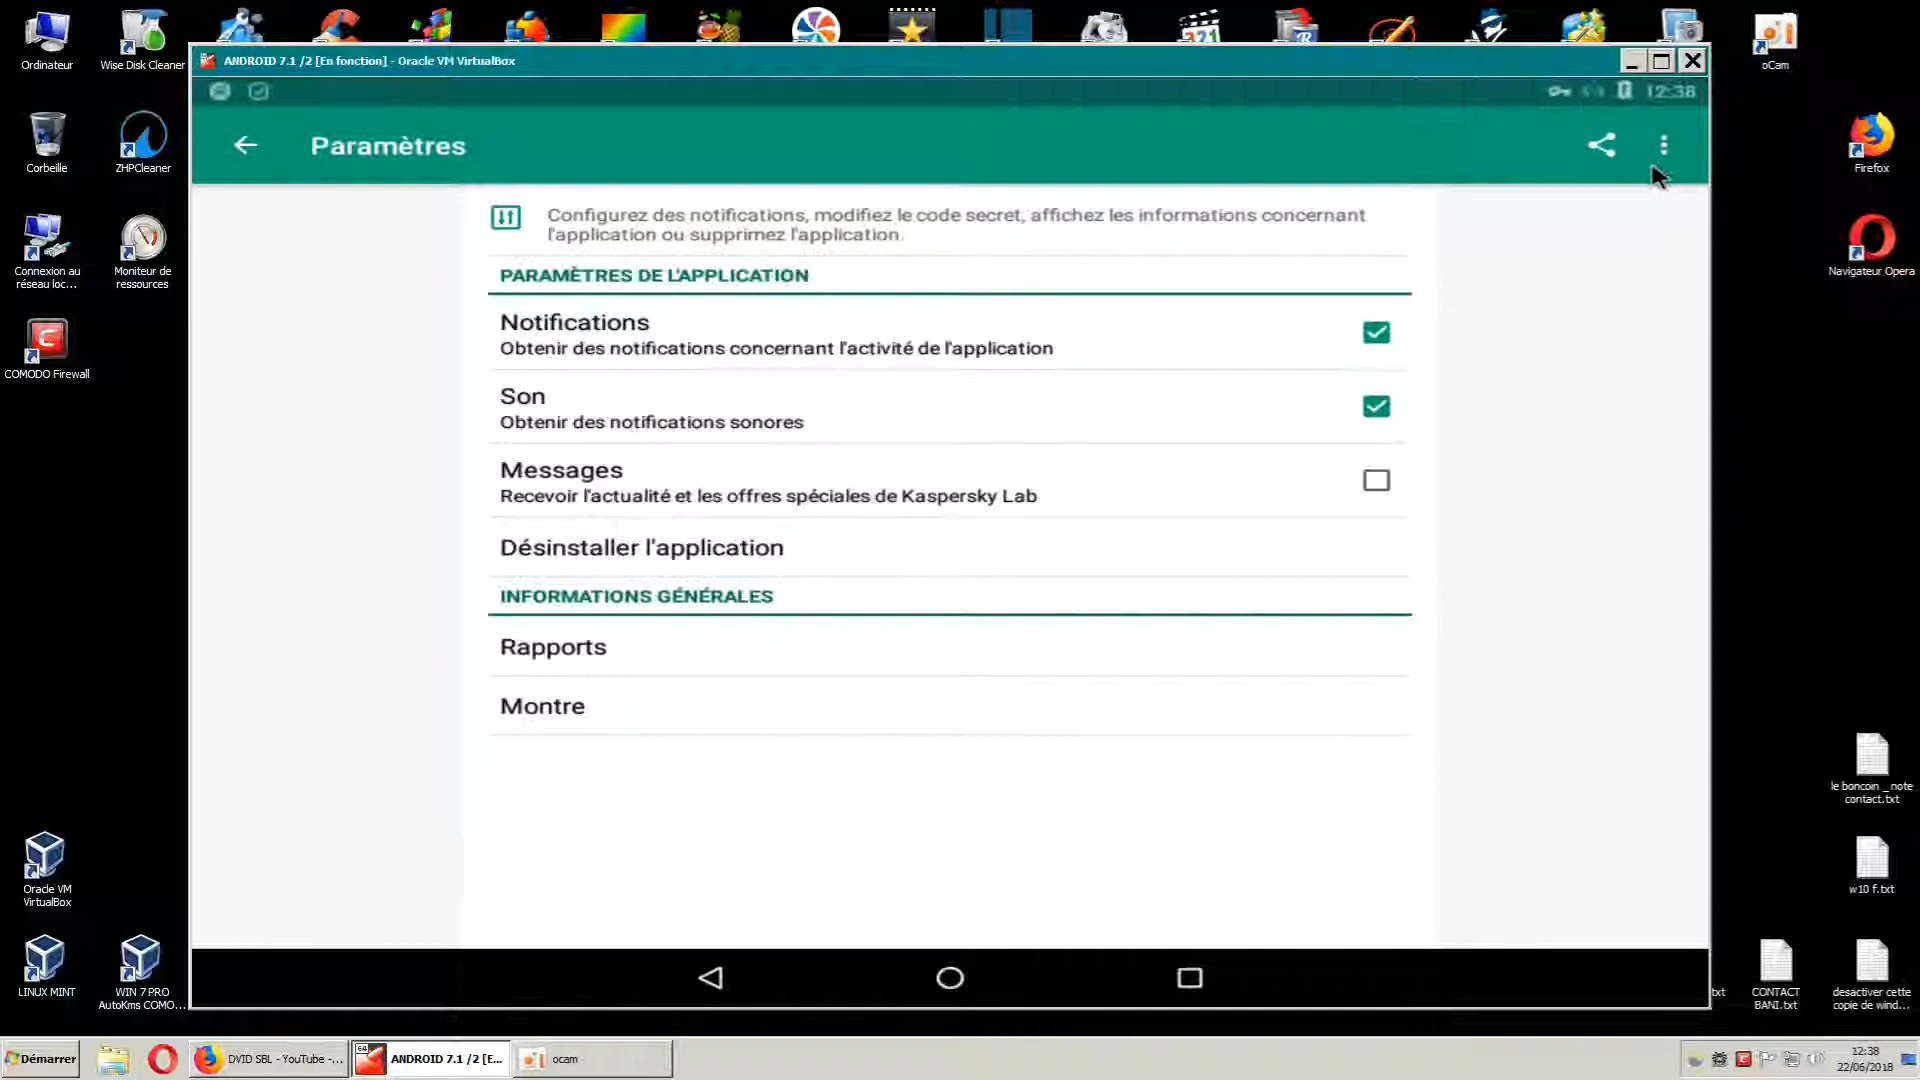 Ordinateur
Wise Disk Cleaner
oCam
ANDROID 7.1 /2 [En fonction] - Oracle VM VirtualBox
12:38
Paramètres
Corbeille
ZHPCleaner
Firefox
Configurez des notifications, modifiez le code secret, affichez les informations concernant
l'application ou supprimez l'application.
PARAMÈTRES DE L'APPLICATION
Connexion au
réseau loc...
Moniteur de
ressources
Navigateur Opera
Notifications
Obtenir des notifications concernant l'activité de l'application
COMODO Firewall
Son
Obtenir des notifications sonores
Messages
Recevoir l'actualité et les offres spéciales de Kaspersky Lab
Désinstaller l'application
INFORMATIONS GÉNÉRALES
Rapports
Montre
le boncoin _ note
contact.txt
Oracle VM
VirtualBox
w10 f.txt
LINUX MINT
WIN 7 PRO
AutoKms COMO...
txt
CONTACT
BANI.txt
desactiver cette
copie de wind...
Démarrer
DVID SBL - YouTube -...
64
ANDROID 7.1 /2 [E...
ocam
12:38
22/06/2018
321